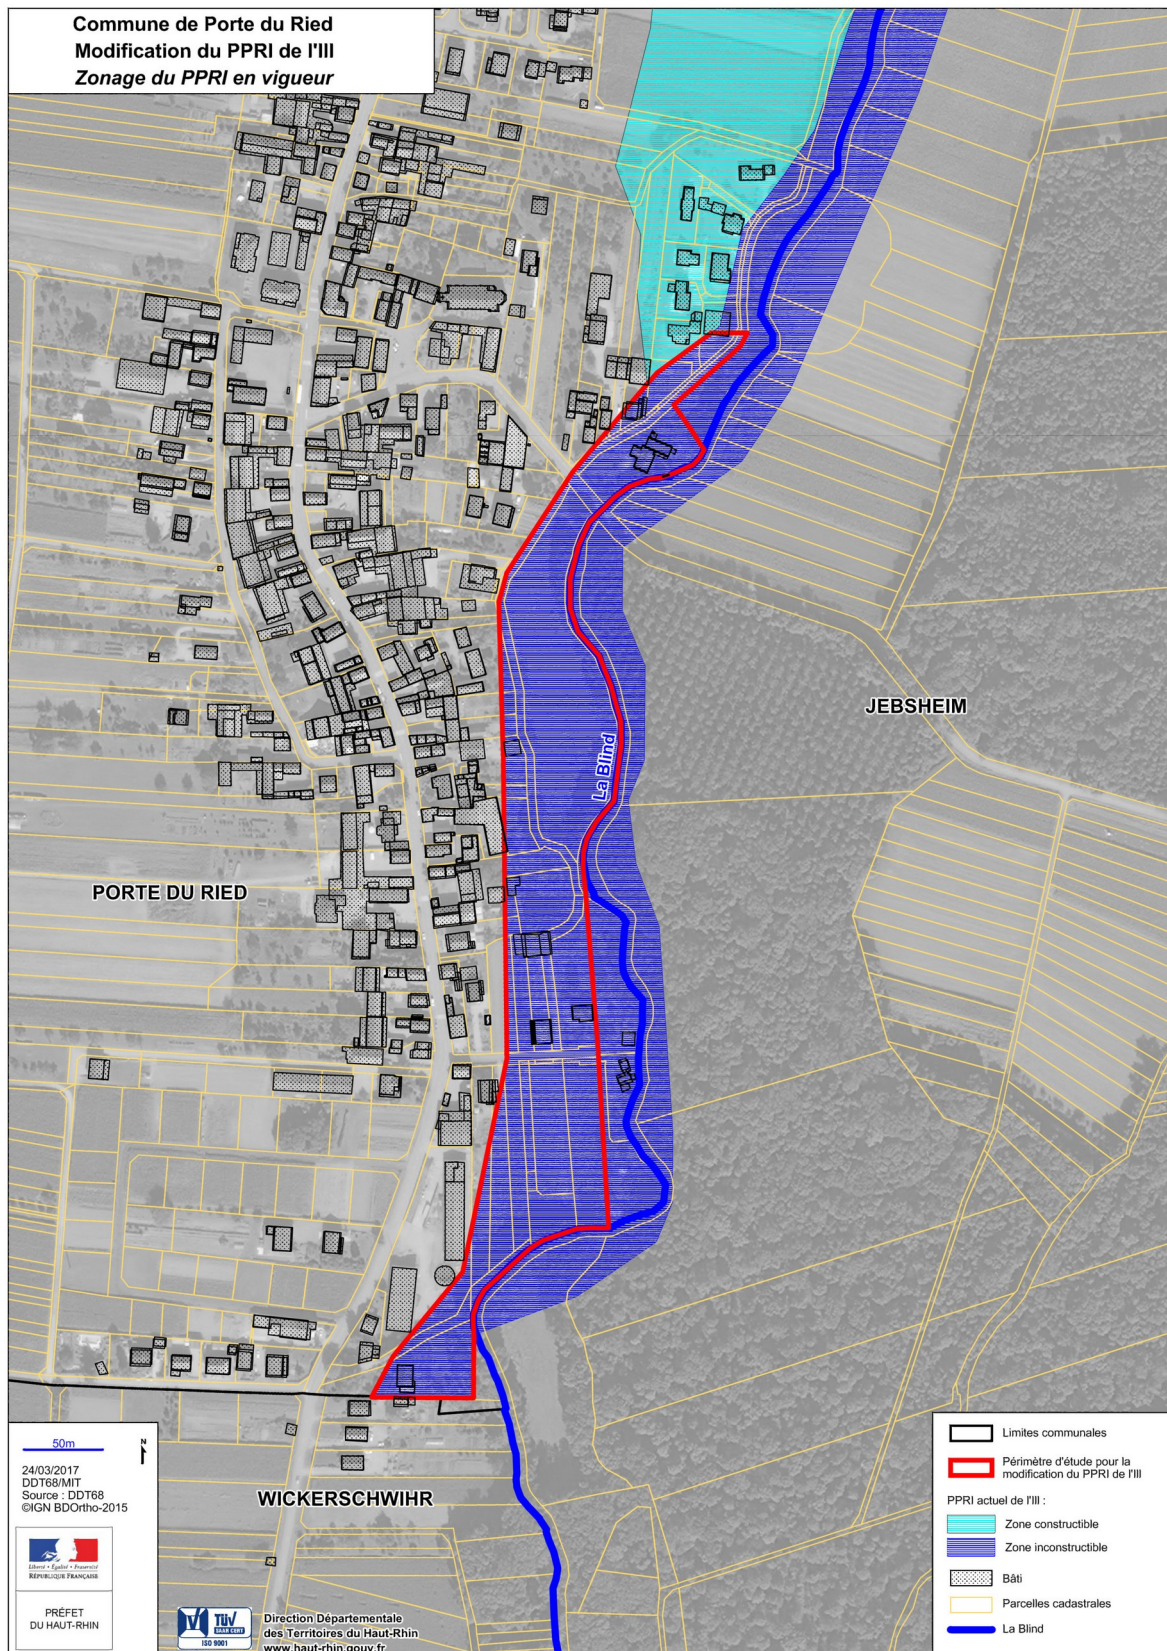 Commune de Porte du Ried
Modification du PPRI de l'Ill
Zonage du PPRI en vigueur
JEBSHEIM
La Blind
PORTE DU RIED
WICKERSCHWIHR
50m
N
24/03/2017
DDT68/MIT
Source : DDT68
©IGN BDOrtho-2015
Liberté • Égalité • Fraternité
RÉPUBLIQUE FRANÇAISE
PRÉFET
DU HAUT-RHIN
TÜV
SAAR CERT
ISO 9001
Direction Départementale
des Territoires du Haut-Rhin
www.haut-rhin.gouv.fr
Limites communales
Périmètre d'étude pour la
modification du PPRI de l'Ill
PPRI actuel de l'Ill :
Zone constructible
Zone inconstructible
Bâti
Parcelles cadastrales
La Blind